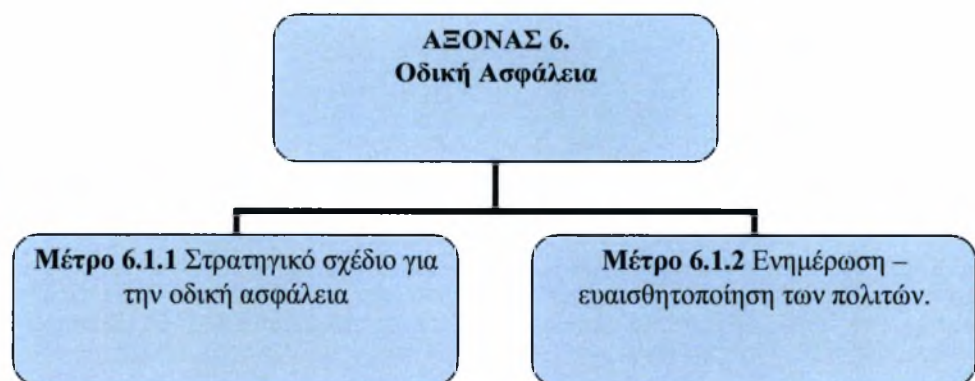 ΑΞΟΝΑΣ 6.
Οδική Ασφάλεια
Μέτρο 6.1.1 Στρατηγικό σχέδιο για
την οδική ασφάλεια
Μέτρο 6.1.2 Ενημέρωση –
ευαισθητοποίηση των πολιτών.